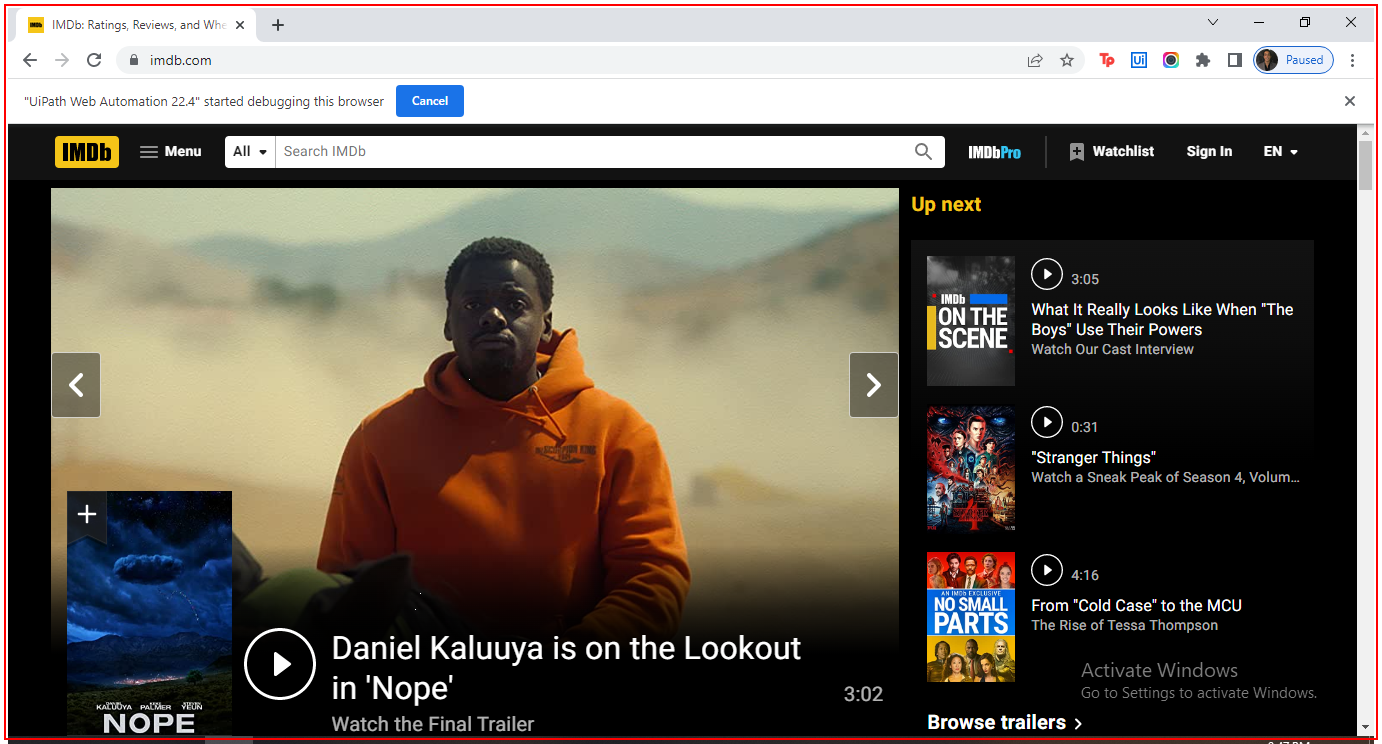 IMDb IMDb: Ratings, Reviews, and Whe
imdb.com
Tp Ui Paused
"UiPath Web Automation 22.4" started debugging this browser Cancel
IMDb Menu All Search IMDb IMDbPro Watchlist Sign In EN
Up next
3:05
IMDb
ON THE
SCENE
What It Really Looks Like When "The
Boys" Use Their Powers
Watch Our Cast Interview
0:31
"Stranger Things"
Watch a Sneak Peak of Season 4, Volum...
4:16
AN IMDb EXCLUSIVE
NO SMALL
PARTS
From "Cold Case" to the MCU
The Rise of Tessa Thompson
KALUUYA PALMER YEUN
NOPE
Daniel Kaluuya is on the Lookout
in 'Nope'
3:02
Watch the Final Trailer
Activate Windows
Go to Settings to activate Windows.
Browse trailers